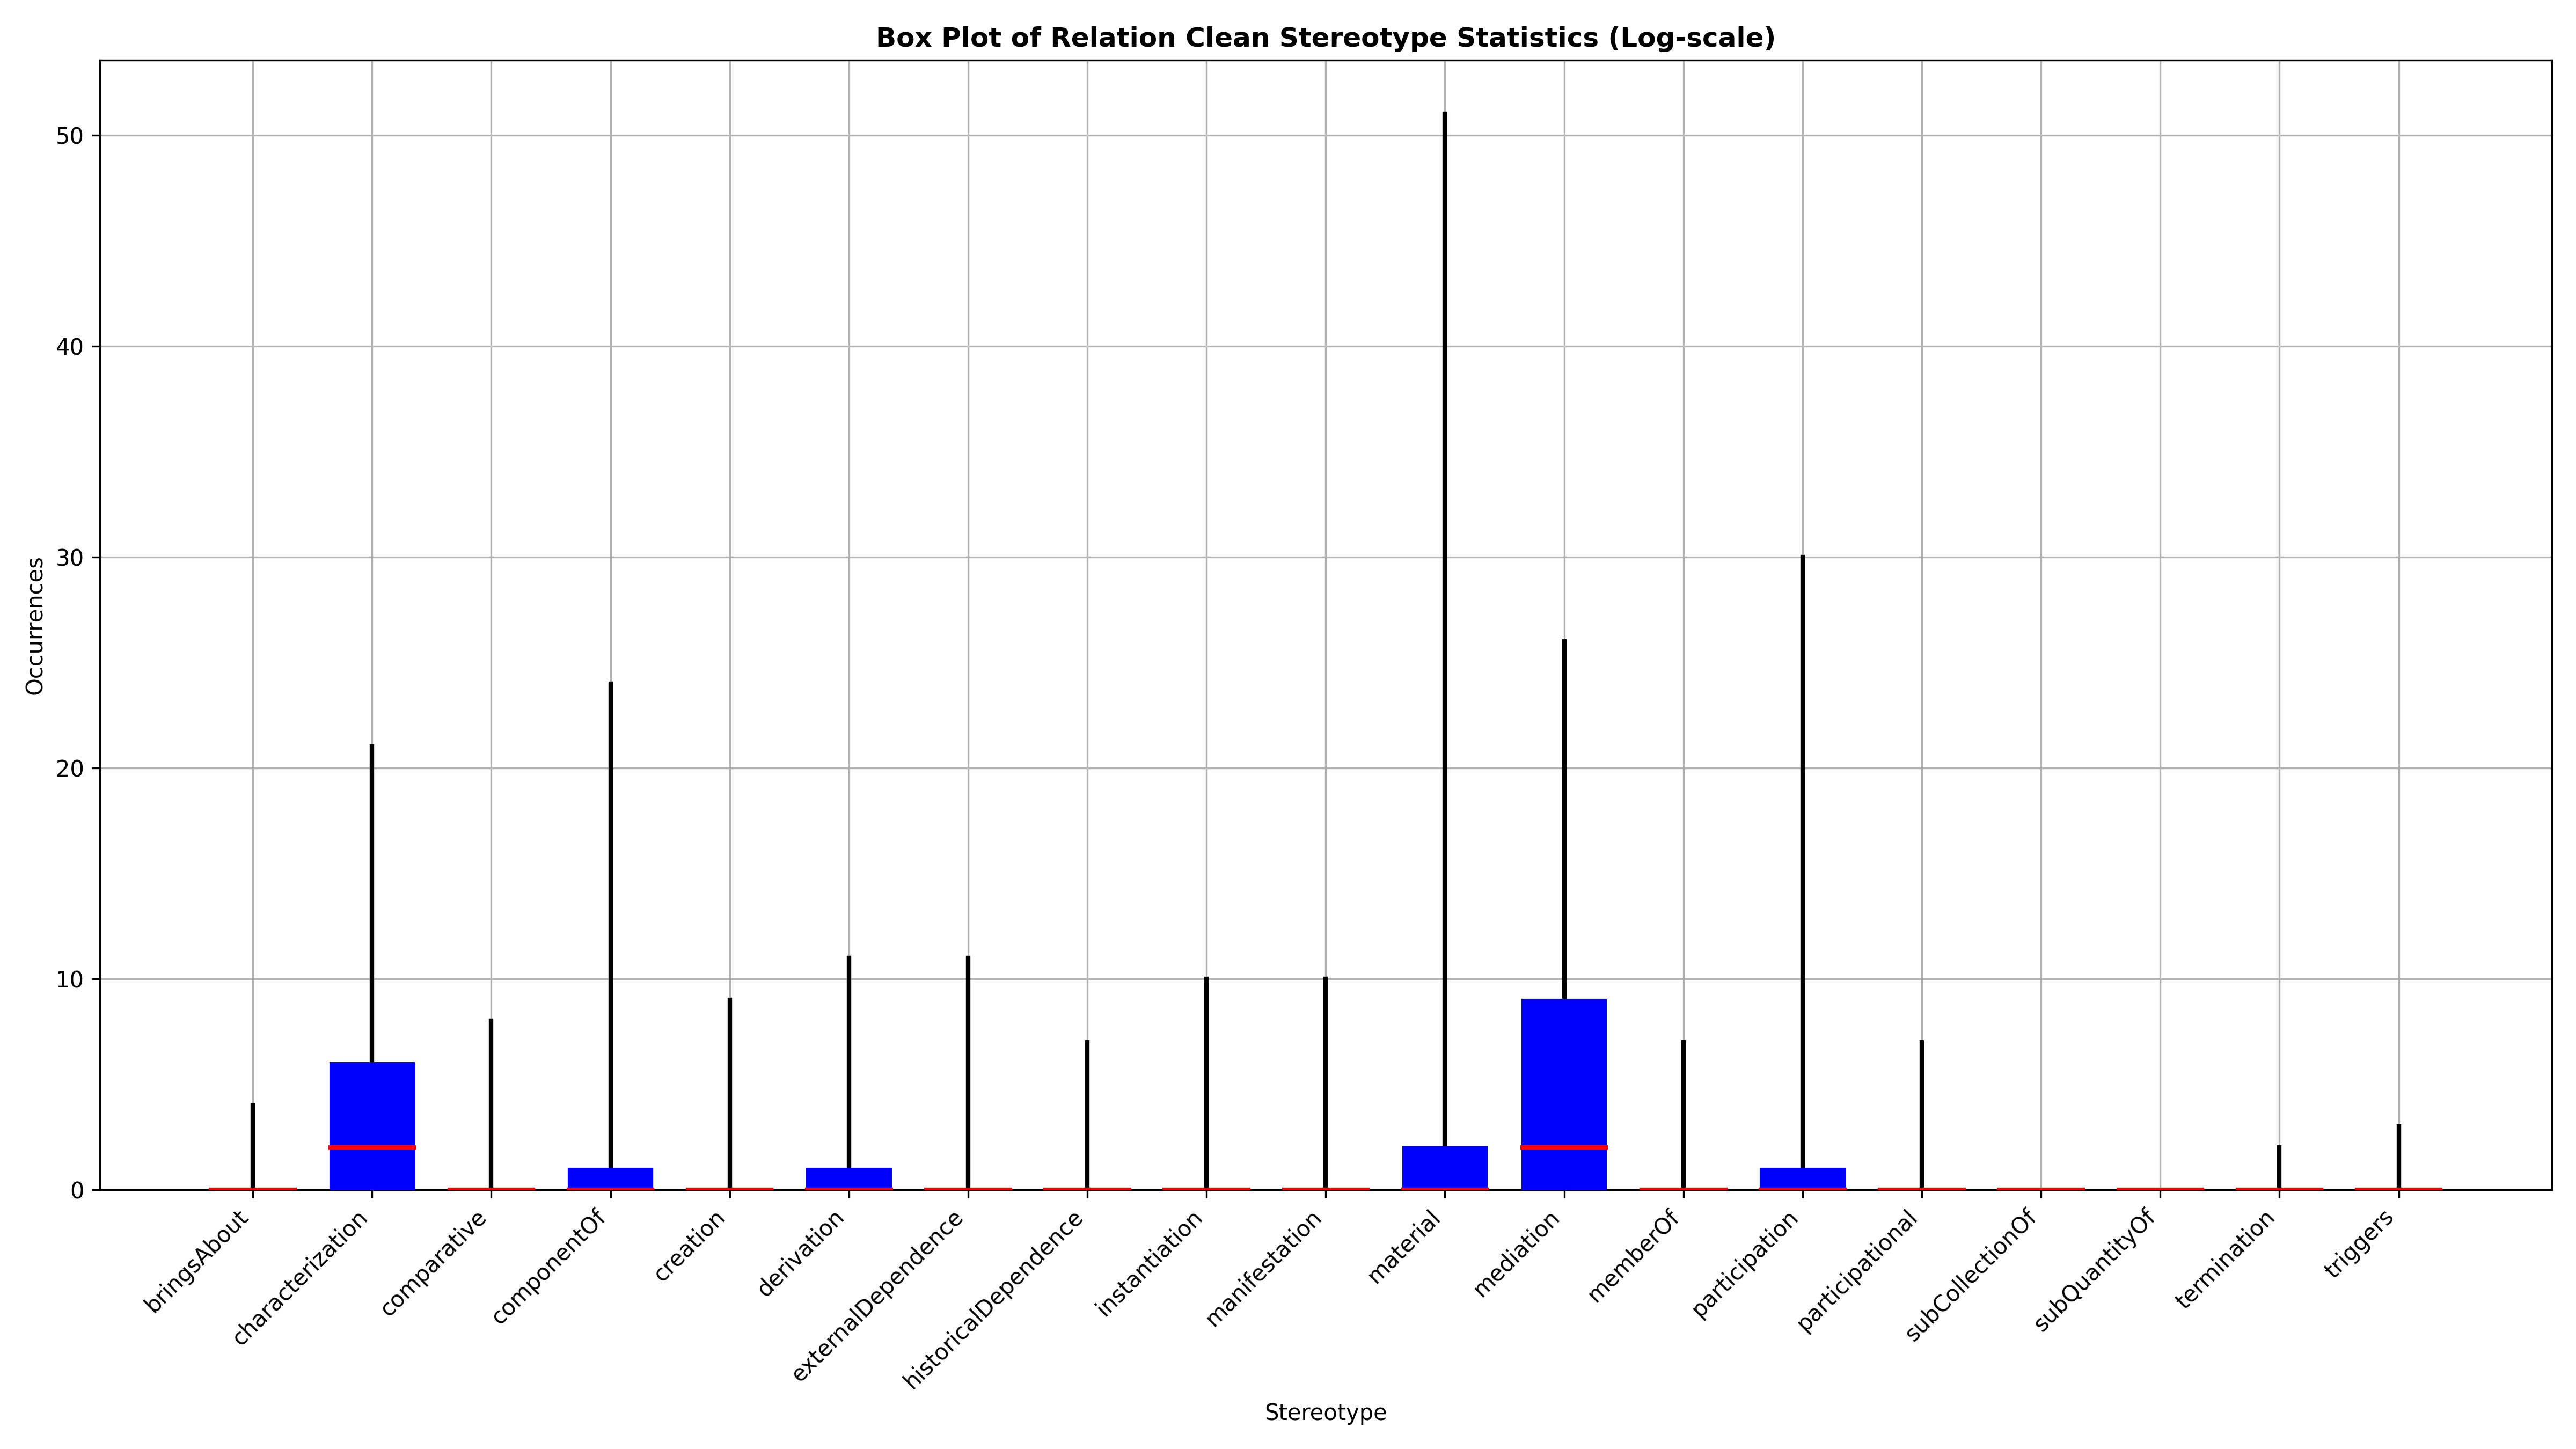 Box Plot of Relation Clean Stereotype Statistics (Log-scale)
Occurrences
50
40
30
20
10
0
bringsAbout
characterization
comparative
componentOf
creation
derivation
externalDependence
historicalDependence
instantiation
manifestation
material
mediation
memberOf
participation
participational
subCollectionOf
subQuantityOf
termination
triggers
Stereotype